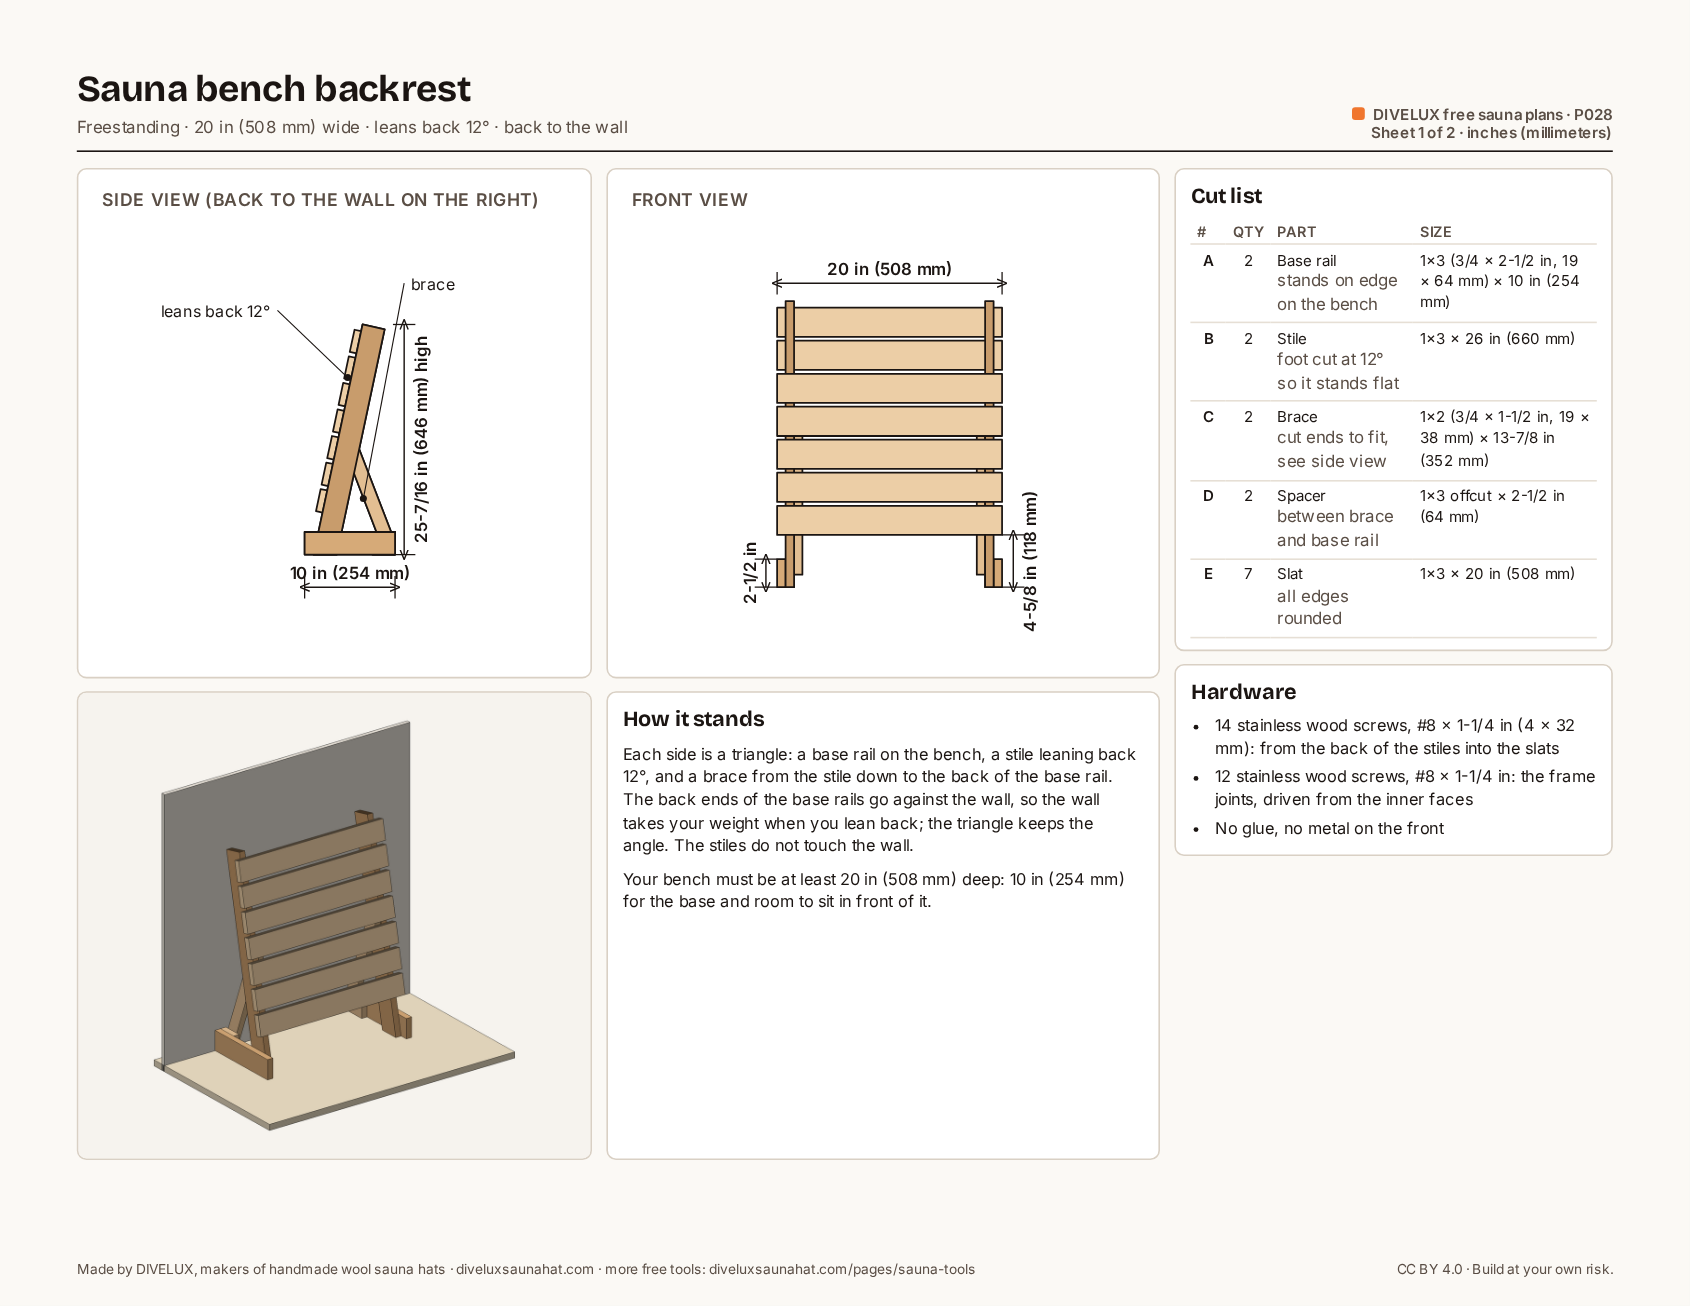 Sauna bench backrest
Freestanding · 20 in (508 mm) wide · leans back 12° · back to the wall
DIVELUX free sauna plans · P028
Sheet 1 of 2 · inches (millimeters)
SIDE VIEW (BACK TO THE WALL ON THE RIGHT)
brace
leans back 12°
25-7/16 in (646 mm) high
10 in (254 mm)
FRONT VIEW
20 in (508 mm)
2-1/2 in
4-5/8 in (118 mm)
Cut list
# QTY PART SIZE
A 2 Base rail 1×3 (3/4 × 2-1/2 in, 19
stands on edge × 64 mm) × 10 in (254
on the bench mm)
B 2 Stile 1×3 × 26 in (660 mm)
foot cut at 12°
so it stands flat
C 2 Brace 1×2 (3/4 × 1-1/2 in, 19 ×
cut ends to fit, 38 mm) × 13-7/8 in
see side view (352 mm)
D 2 Spacer 1×3 offcut × 2-1/2 in
between brace (64 mm)
and base rail
E 7 Slat 1×3 × 20 in (508 mm)
all edges
rounded
How it stands
Each side is a triangle: a base rail on the bench, a stile leaning back
12°, and a brace from the stile down to the back of the base rail.
The back ends of the base rails go against the wall, so the wall
takes your weight when you lean back; the triangle keeps the
angle. The stiles do not touch the wall.
Your bench must be at least 20 in (508 mm) deep: 10 in (254 mm)
for the base and room to sit in front of it.
Hardware
• 14 stainless wood screws, #8 × 1-1/4 in (4 × 32
mm): from the back of the stiles into the slats
• 12 stainless wood screws, #8 × 1-1/4 in: the frame
joints, driven from the inner faces
• No glue, no metal on the front
Made by DIVELUX, makers of handmade wool sauna hats · diveluxsaunahat.com · more free tools: diveluxsaunahat.com/pages/sauna-tools
CC BY 4.0 · Build at your own risk.